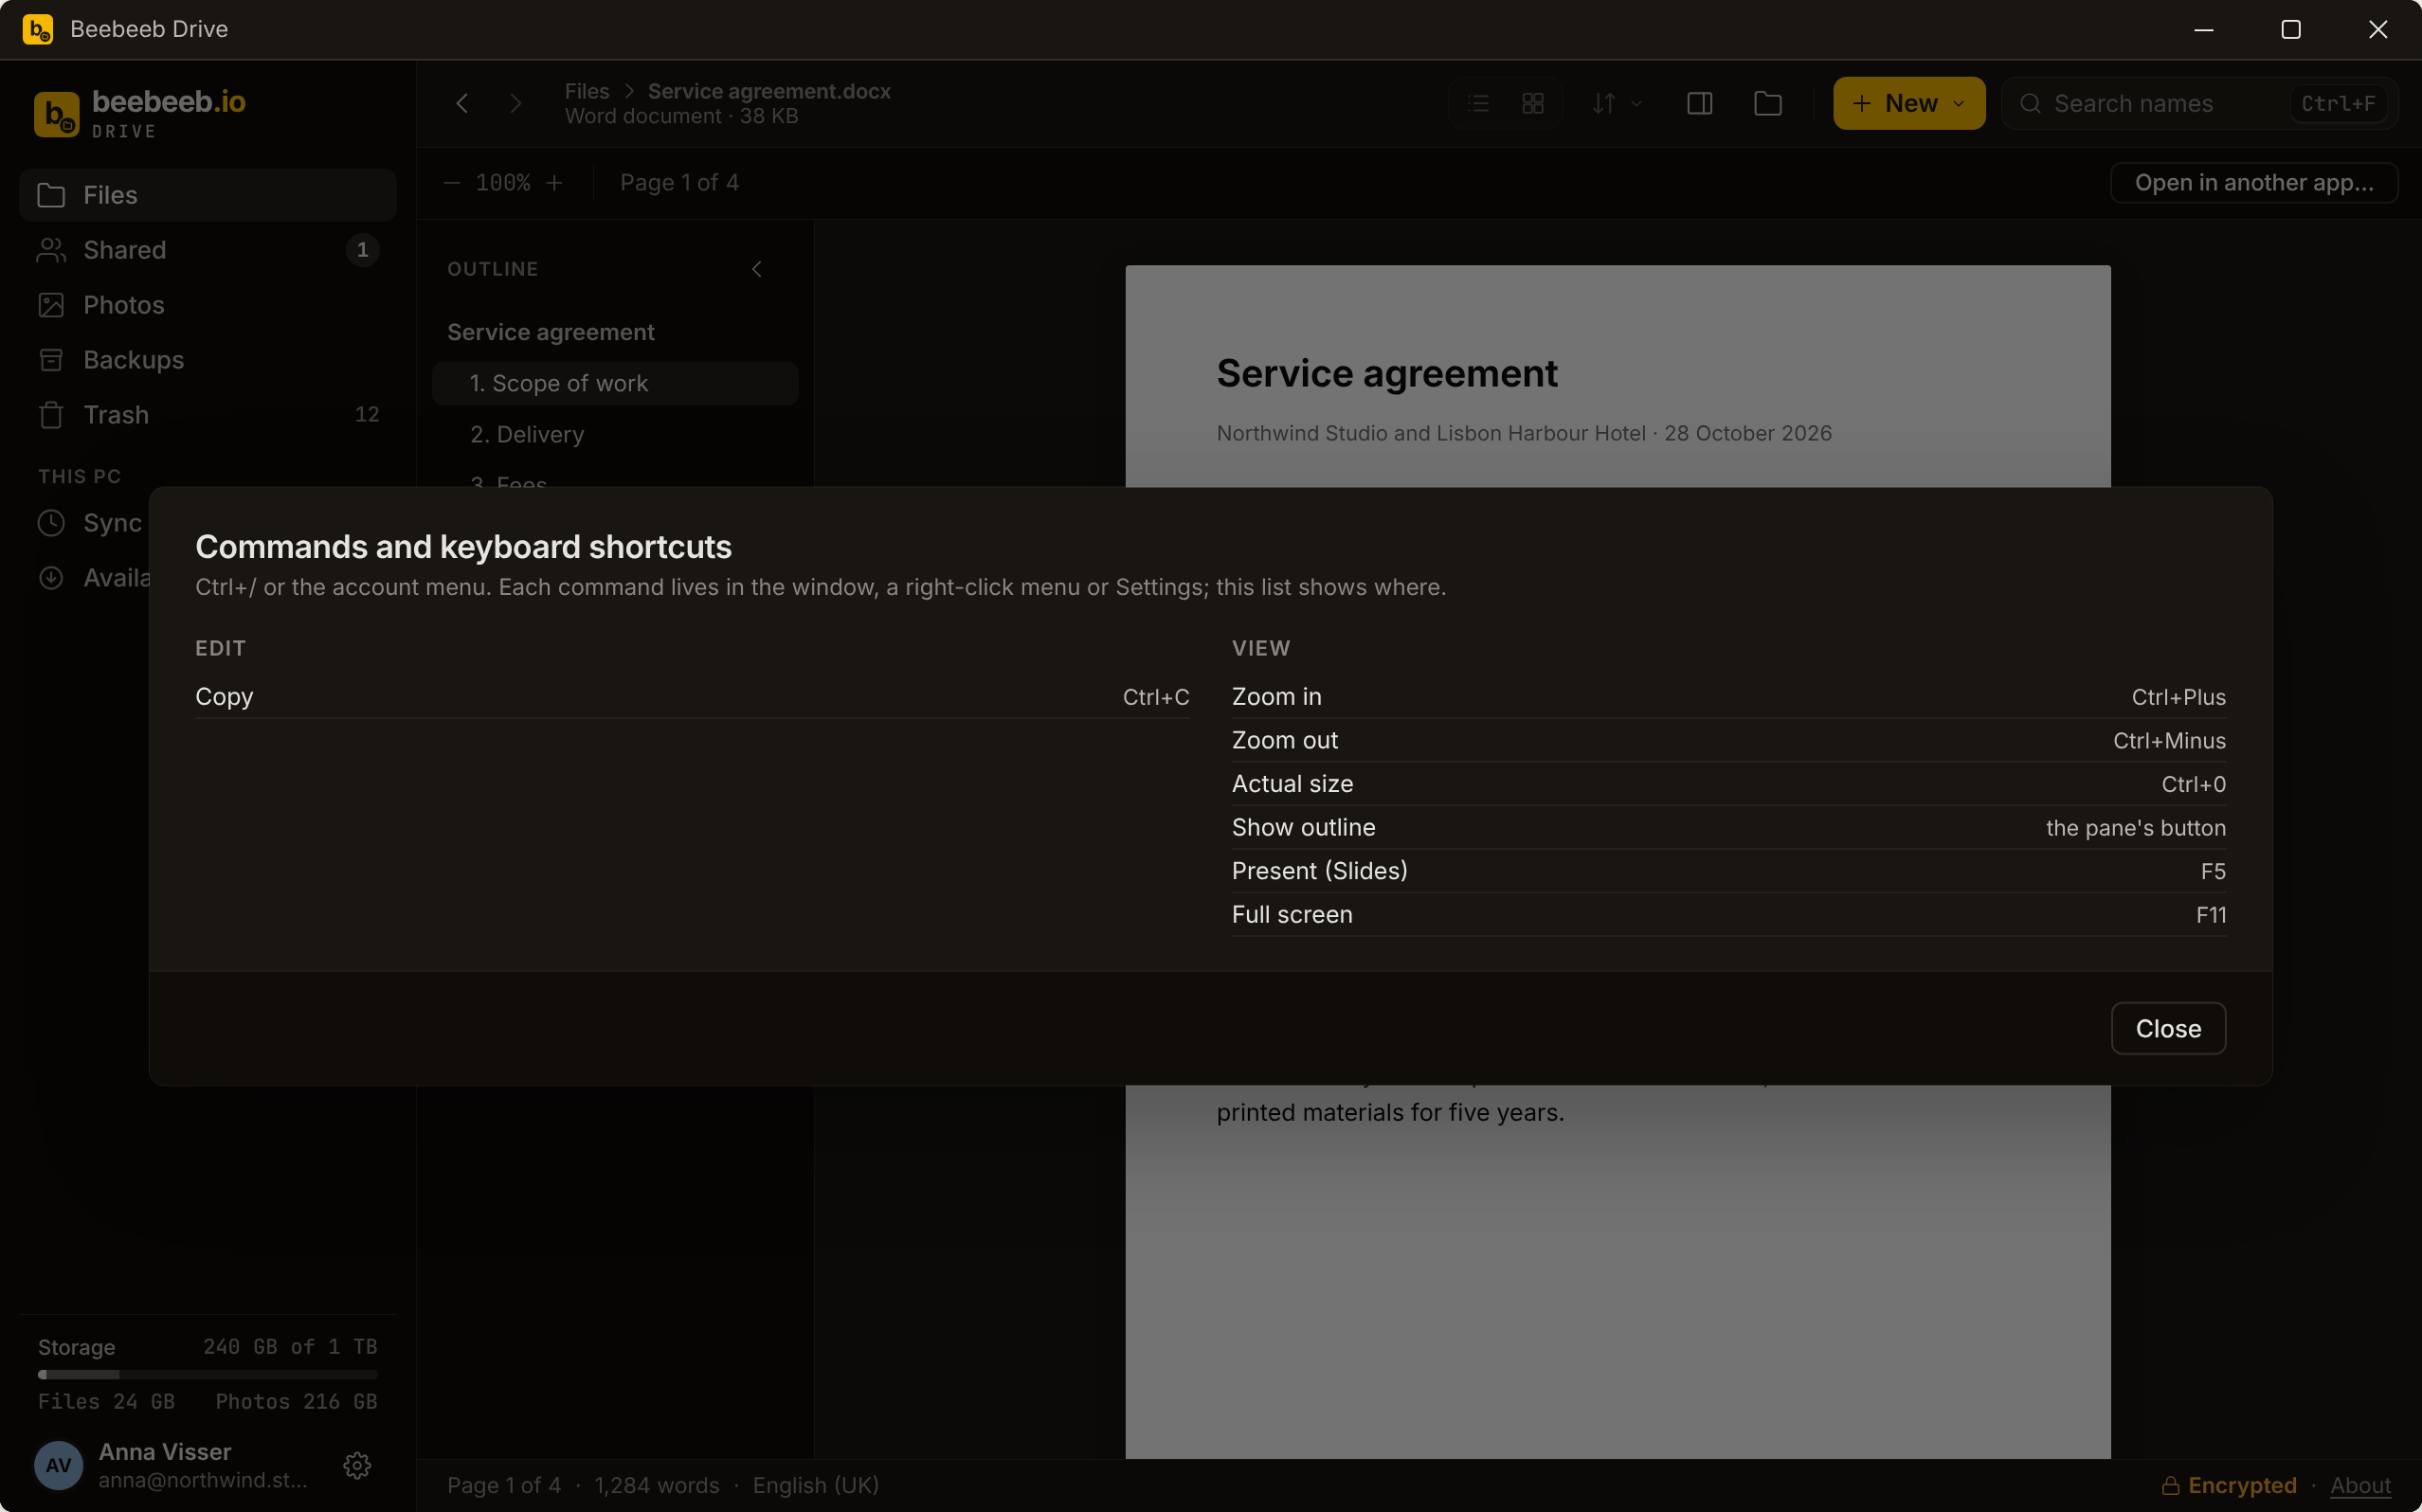 Beebeeb Drive
beebeeb.io
DRIVE
Files
Shared 1
Photos
Backups
Trash 12
THIS PC
Sync
Storage 240 GB of 1 TB
Files 24 GB Photos 216 GB
AV Anna Visser
anna@northwind.st...
Files > Service agreement.docx
Word document · 38 KB
New
Search names Ctrl+F
100% Page 1 of 4
Open in another app...
OUTLINE
Service agreement
1. Scope of work
2. Delivery
3. Fees
Service agreement
Northwind Studio and Lisbon Harbour Hotel · 28 October 2026
Commands and keyboard shortcuts
Ctrl+/ or the account menu. Each command lives in the window, a right-click menu or Settings; this list shows where.
EDIT
Copy Ctrl+C
VIEW
Zoom in Ctrl+Plus
Zoom out Ctrl+Minus
Actual size Ctrl+0
Show outline the pane's button
Present (Slides) F5
Full screen F11
Close
printed materials for five years.
Page 1 of 4 · 1,284 words · English (UK)
Encrypted · About